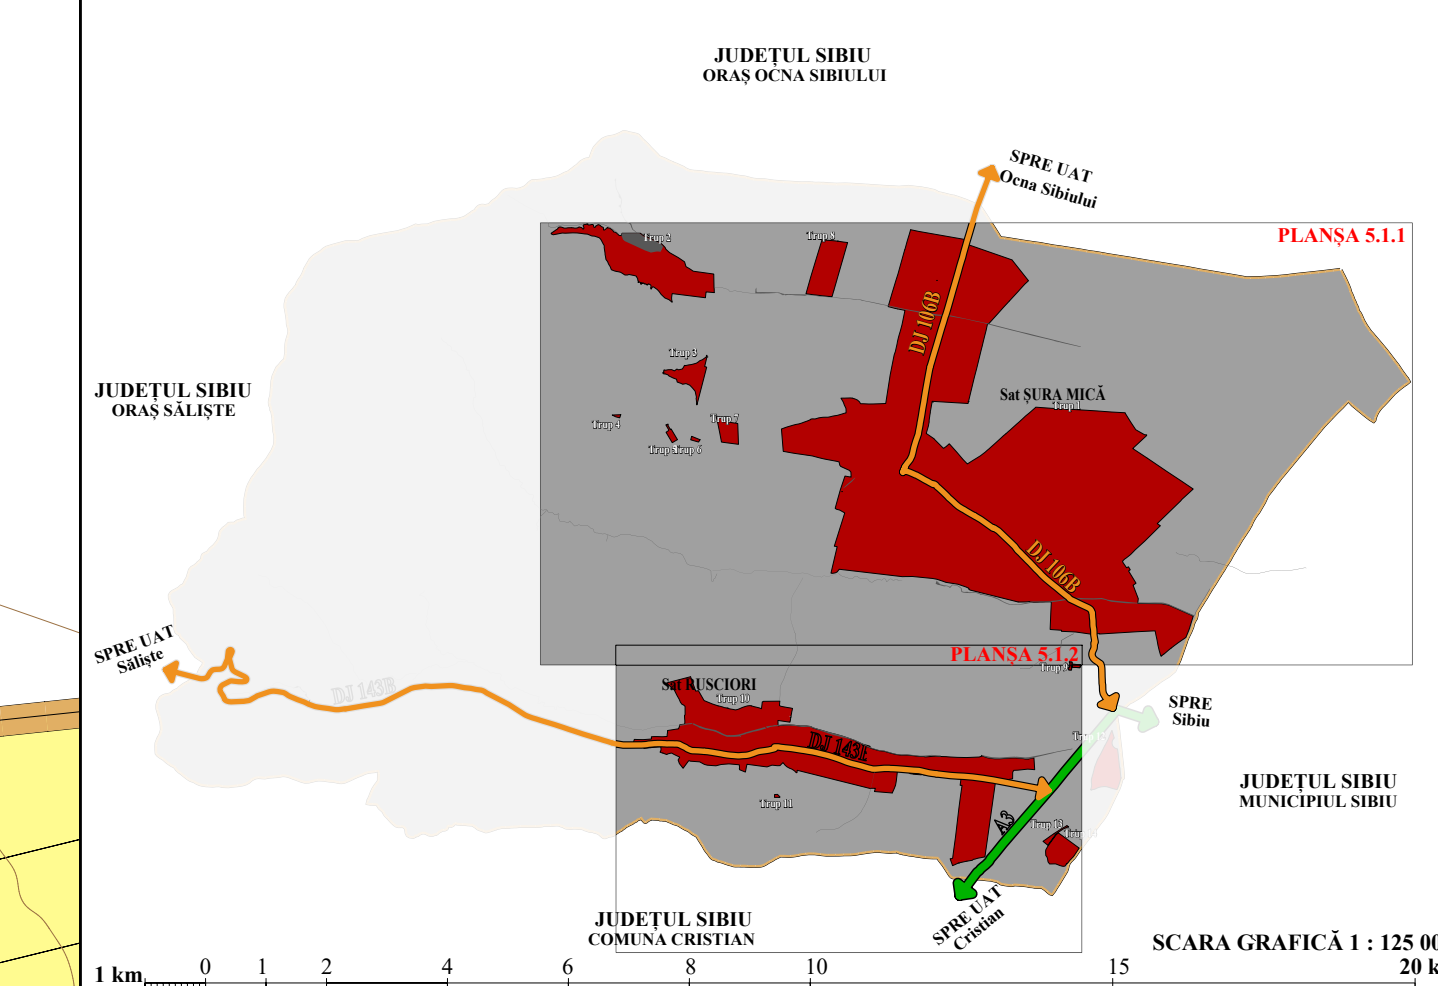 JUDEȚUL SIBIU
ORAȘ OCNA SIBIULUI
SPRE UAT
Ocna Sibiului
PLANȘA 5.1.1
Trup 2
Trup 8
DJ 106B
Trup 3
JUDEȚUL SIBIU
ORAȘ SĂLIȘTE
Sat ȘURA MICĂ
Trup 1
Trup 4
Trup 7
Trup 6
DJ 106B
SPRE UAT
Săliște
PLANȘA 5.1.2
Sat RUSCIORI
Trup 10
DJ 143B
SPRE
Sibiu
DJ 143E
JUDEȚUL SIBIU
MUNICIPIUL SIBIU
Trup 11
A3
Trup 13
SPRE UAT
Cristian
JUDEȚUL SIBIU
COMUNA CRISTIAN
SCARA GRAFICĂ 1 : 125 00
1 km 0 1 2 4 6 8 10 15 20 k